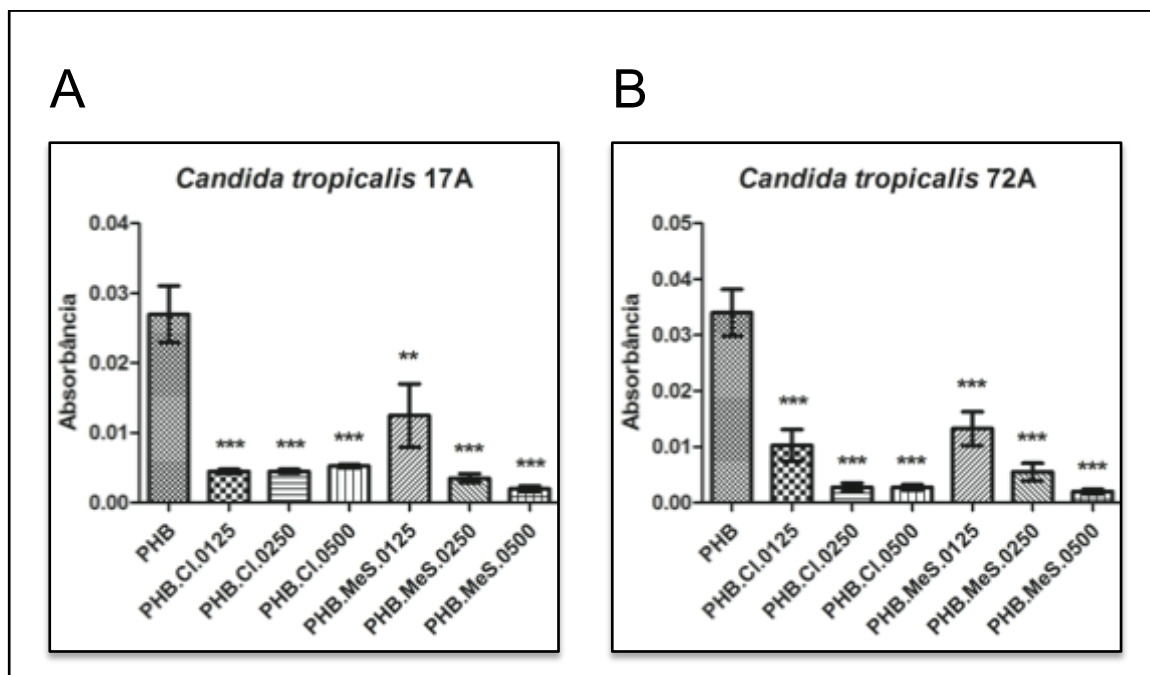 A
Candida tropicalis 17A
Absorbância
0.04
0.03
0.02
0.01
0.00
***
***
***
**
***
***
PHB
PHB.Cl.0125
PHB.Cl.0250
PHB.Cl.0500
PHB.MeS.0125
PHB.MeS.0250
PHB.MeS.0500
B
Candida tropicalis 72A
Absorbância
0.05
0.04
0.03
0.02
0.01
0.00
***
***
***
***
***
***
PHB
PHB.Cl.0125
PHB.Cl.0250
PHB.Cl.0500
PHB.MeS.0125
PHB.MeS.0250
PHB.MeS.0500